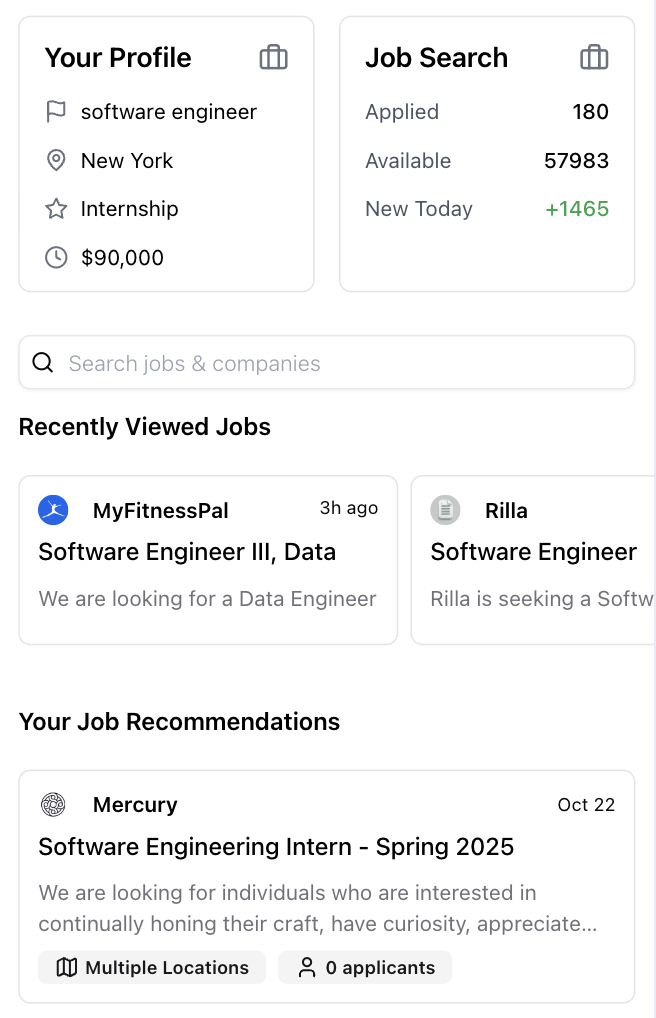 Your Profile
software engineer
New York
Internship
$90,000
Job Search
Applied 180
Available 57983
New Today +1465
Search jobs & companies
Recently Viewed Jobs
MyFitnessPal 3h ago
Software Engineer III, Data
We are looking for a Data Engineer
Rilla
Software Engineer
Rilla is seeking a Softw
Your Job Recommendations
Mercury Oct 22
Software Engineering Intern - Spring 2025
We are looking for individuals who are interested in
continually honing their craft, have curiosity, appreciate...
Multiple Locations 0 applicants